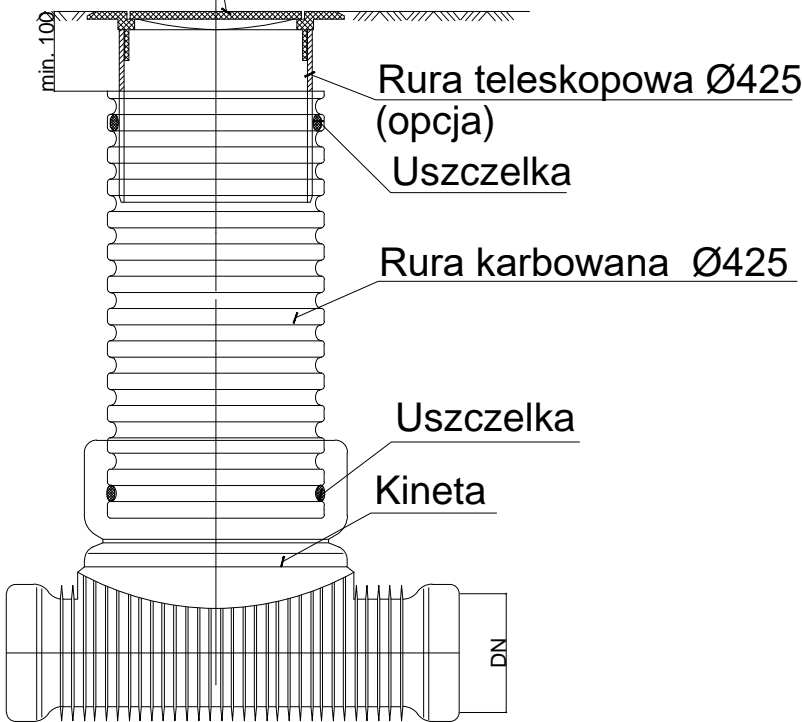 min. 100
Rura teleskopowa Ø425
(opcja)
Uszczelka
Rura karbowana Ø425
Uszczelka
Kineta
DN